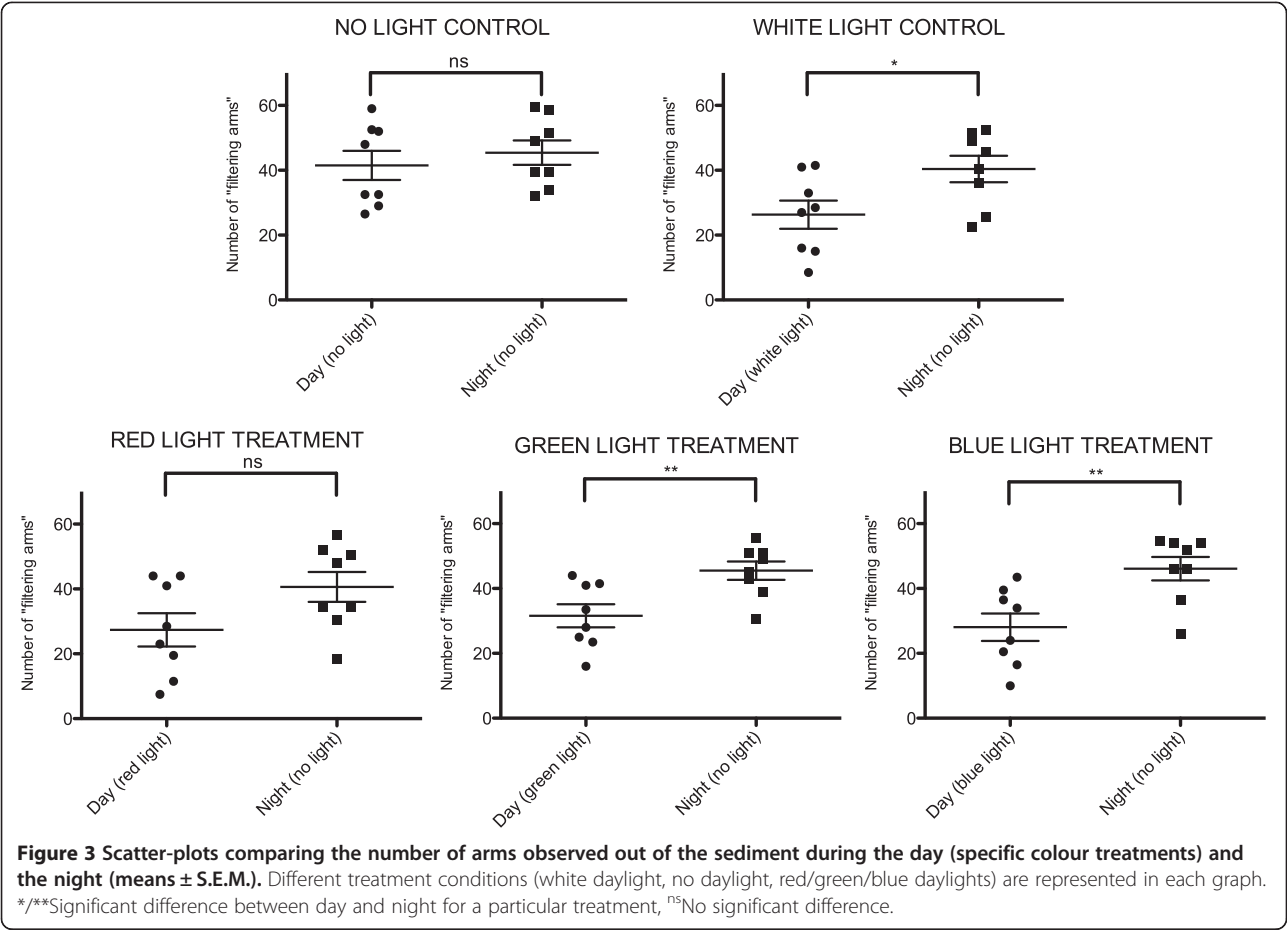 NO LIGHT CONTROL
ns
Number of "filtering arms"
60
40
20
0
Day (no light)
Night (no light)
WHITE LIGHT CONTROL
*
Number of "filtering arms"
60
40
20
0
Day (white light)
Night (no light)
RED LIGHT TREATMENT
ns
Number of "filtering arms"
60
40
20
0
Day (red light)
Night (no light)
GREEN LIGHT TREATMENT
**
Number of "filtering arms"
60
40
20
0
Day (green light)
Night (no light)
BLUE LIGHT TREATMENT
**
Number of "filtering arms"
60
40
20
0
Day (blue light)
Night (no light)
Figure 3 Scatter-plots comparing the number of arms observed out of the sediment during the day (specific colour treatments) and
the night (means ± S.E.M.). Different treatment conditions (white daylight, no daylight, red/green/blue daylights) are represented in each graph.
*/**Significant difference between day and night for a particular treatment, nsNo significant difference.